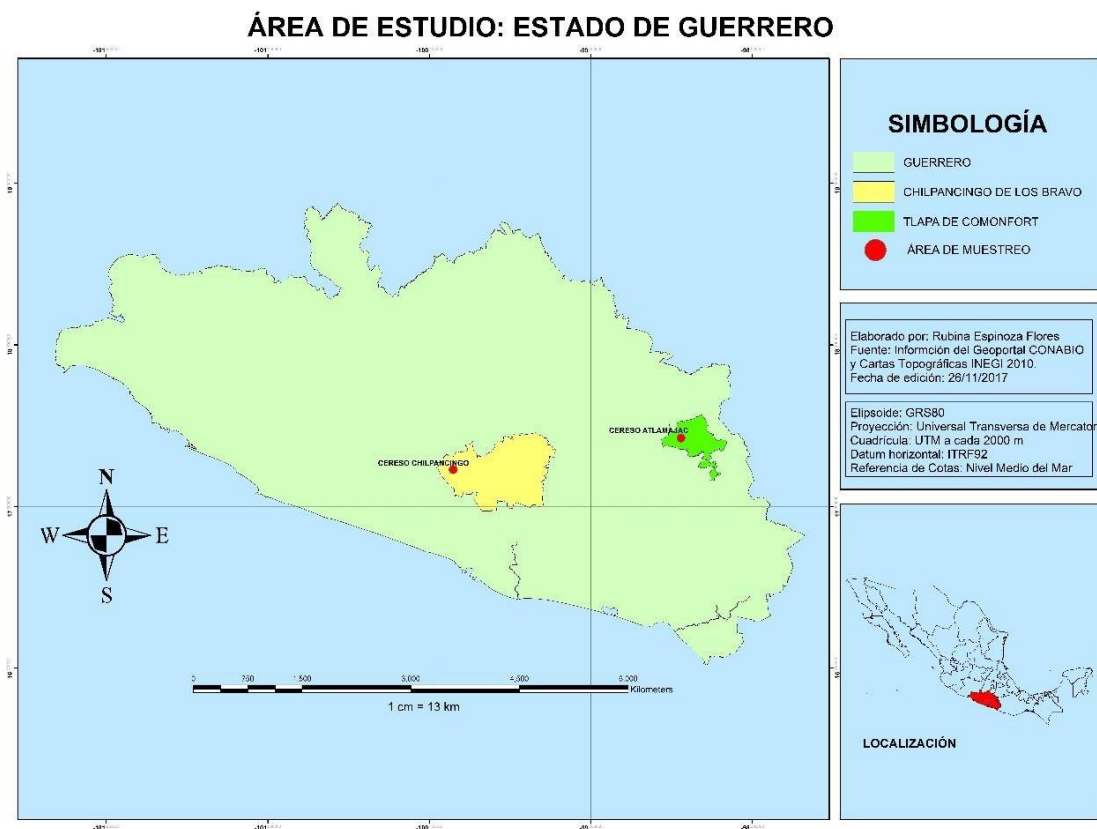 ÁREA DE ESTUDIO: ESTADO DE GUERRERO
SIMBOLOGÍA
GUERRERO
CHILPANCINGO DE LOS BRAVO
TLAPA DE COMONFORT
ÁREA DE MUESTREO
Elaborado por: Rubina Espinoza Flores
Fuente: Informción del Geoportal CONABIO
y Cartas Topográficas INEGI 2010.
Fecha de edición: 26/11/2017
Elipsoide: GRS80
Proyección: Universal Transversa de Mercator
Cuadrícula: UTM a cada 2000 m
Datum horizontal: ITRF92
Referencia de Cotas: Nivel Medio del Mar
CERESO ATLAMAJAC
CERESO CHILPANCINGO
N
W
E
S
0 750 1,500 3,000 4,500 6,000
Kilometers
1 cm = 13 km
LOCALIZACIÓN